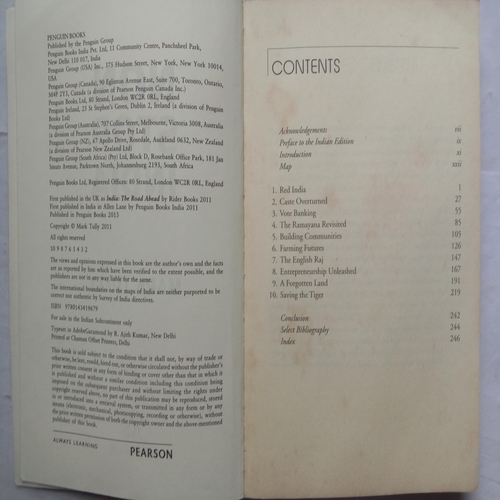 PENGUIN BOOKS
Published by the Penguin Group
Penguin Books India Pvt. Ltd, 11 Community Centre, Panchsheel Park,
New Delhi 110 017, India
Penguin Group (USA) Inc., 375 Hudson Street, New York, New York 10014,
USA
Penguin Group (Canada), 90 Eglinton Avenue East, Suite 700, Toronto, Ontario,
M4P 2Y3, Canada (a division of Pearson Penguin Canada Inc.)
Penguin Books Ltd, 80 Strand, London WC2R 0RL, England
Penguin Ireland, 25 St Stephen's Green, Dublin 2, Ireland (a division of Penguin
Books Ltd)
Penguin Group (Australia), 707 Collins Street, Melbourne, Victoria 3008, Australia
(a division of Pearson Australia Group Pty Ltd)
Penguin Group (NZ), 67 Apollo Drive, Rosedale, Auckland 0632, New Zealand
(a division of Pearson New Zealand Ltd)
Penguin Group (South Africa) (Pty) Ltd, Block D, Rosebank Office Park, 181 Jan
Smuts Avenue, Parktown North, Johannesburg 2193, South Africa
Penguin Books Ltd, Registered Offices: 80 Strand, London WC2R 0RL, England
First published in the UK as India: The Road Ahead by Rider Books 2011
First published in India in Allen Lane by Penguin Books India 2011
Published in Penguin Books 2013
Copyright © Mark Tully 2011
All rights reserved
10 9 8 7 6 5 4 3 2
The views and opinions expressed in this book are the author's own and the facts
are as reported by him which have been verified to the extent possible, and the
publishers are not in any way liable for the same.
The international boundaries on the maps of India are neither purported to be
correct nor authentic by Survey of India directives.
ISBN 9780143419679
For sale in the Indian Subcontinent only
Typeset in AdobeGaramond by R. Ajith Kumar, New Delhi
Printed at Chaman Offset Printers, Delhi
This book is sold subject to the condition that it shall not, by way of trade or
otherwise, be lent, resold, hired out, or otherwise circulated without the publisher's
prior written consent in any form of binding or cover other than that in which it
is published and without a similar condition including this condition being
imposed on the subsequent purchaser and without limiting the rights under
copyright reserved above, no part of this publication may be reproduced, stored
in or introduced into a retrieval system, or transmitted in any form or by any
means (electronic, mechanical, photocopying, recording or otherwise), without
the prior written permission of both the copyright owner and the above-mentioned
publisher of this book.
ALWAYS LEARNING PEARSON
CONTENTS
Acknowledgements vii
Preface to the Indian Edition ix
Introduction xi
Map xxii
1. Red India 1
2. Caste Overturned 27
3. Vote Banking 55
4. The Ramayana Revisited 85
5. Building Communities 105
6. Farming Futures 126
7. The English Raj 147
8. Entrepreneurship Unleashed 167
9. A Forgotten Land 191
10. Saving the Tiger 219
Conclusion 242
Select Bibliography 244
Index 246